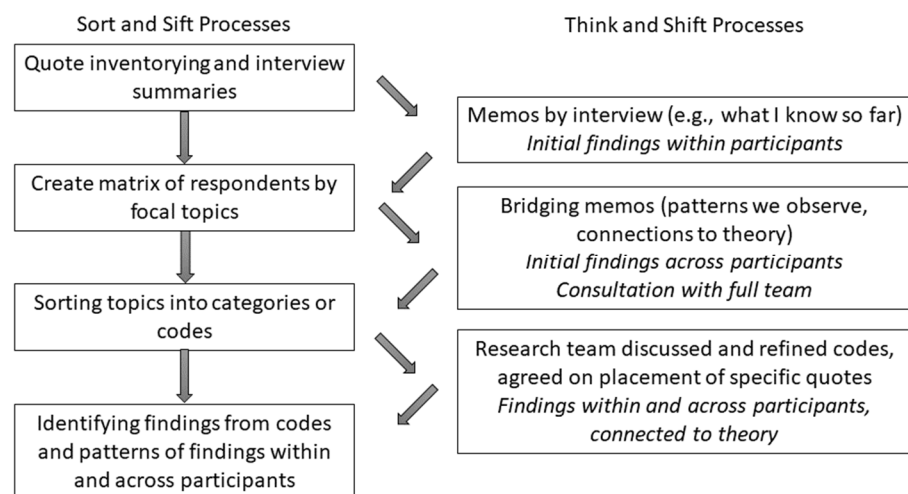 Sort and Sift Processes
Think and Shift Processes
Quote inventorying and interview
summaries
Memos by interview (e.g., what I know so far)
Initial findings within participants
Create matrix of respondents by
focal topics
Bridging memos (patterns we observe,
connections to theory)
Initial findings across participants
Consultation with full team
Sorting topics into categories or
codes
Research team discussed and refined codes,
agreed on placement of specific quotes
Findings within and across participants,
connected to theory
Identifying findings from codes
and patterns of findings within
and across participants